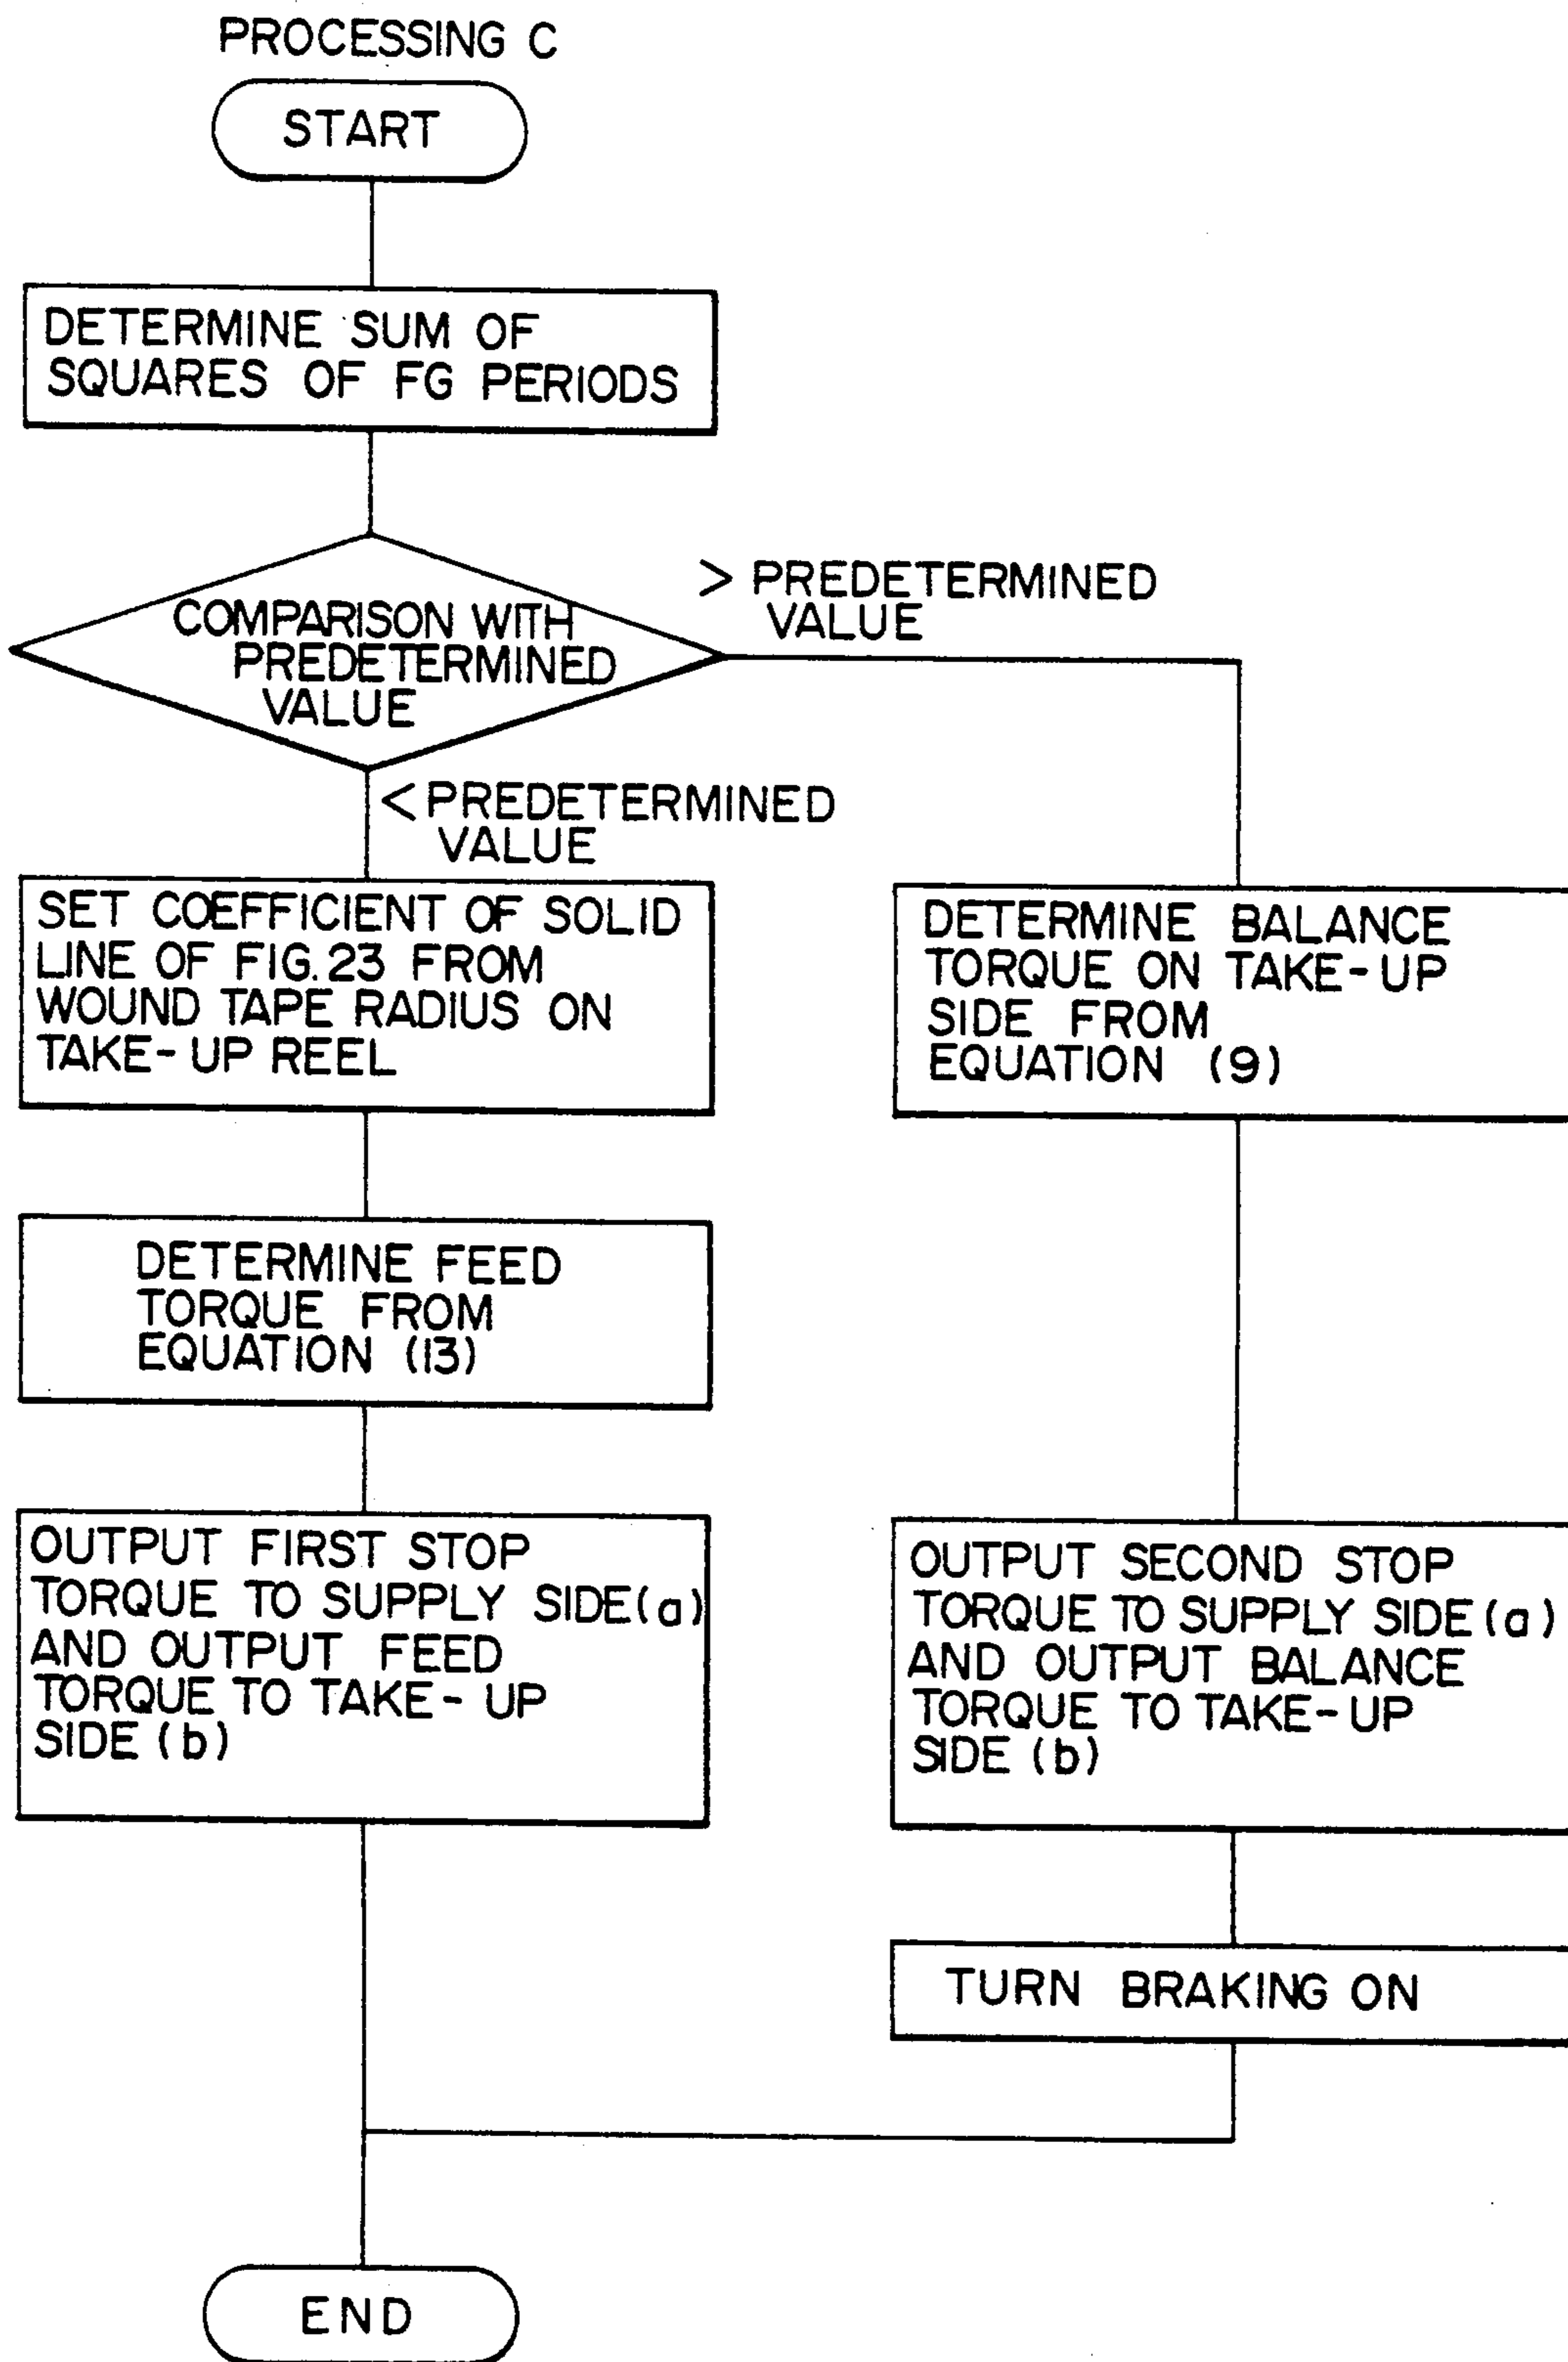 PROCESSING C
START
DETERMINE SUM OF
SQUARES OF FG PERIODS
COMPARISON WITH
PREDETERMINED
VALUE
> PREDETERMINED
VALUE
< PREDETERMINED
VALUE
SET COEFFICIENT OF SOLID
LINE OF FIG.23 FROM
WOUND TAPE RADIUS ON
TAKE-UP REEL
DETERMINE FEED
TORQUE FROM
EQUATION (13)
OUTPUT FIRST STOP
TORQUE TO SUPPLY SIDE(a)
AND OUTPUT FEED
TORQUE TO TAKE-UP
SIDE (b)
DETERMINE BALANCE
TORQUE ON TAKE-UP
SIDE FROM
EQUATION (9)
OUTPUT SECOND STOP
TORQUE TO SUPPLY SIDE(a)
AND OUTPUT BALANCE
TORQUE TO TAKE-UP
SIDE (b)
TURN BRAKING ON
END